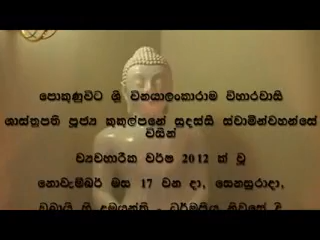 පොකුණුවිට ශ්‍රී විනයාලංකාරාම විහාරවාසි
ශාස්ත්‍රපති පූජ්‍ය කුකුල්පනේ සුදස්සි ස්වාමීන්වහන්සේ
විසින්
ව්‍යවහාරික වර්ෂ 2012 ක් වූ
නොවැම්බර් මස 17 වන දා, සෙනසුරාදා,